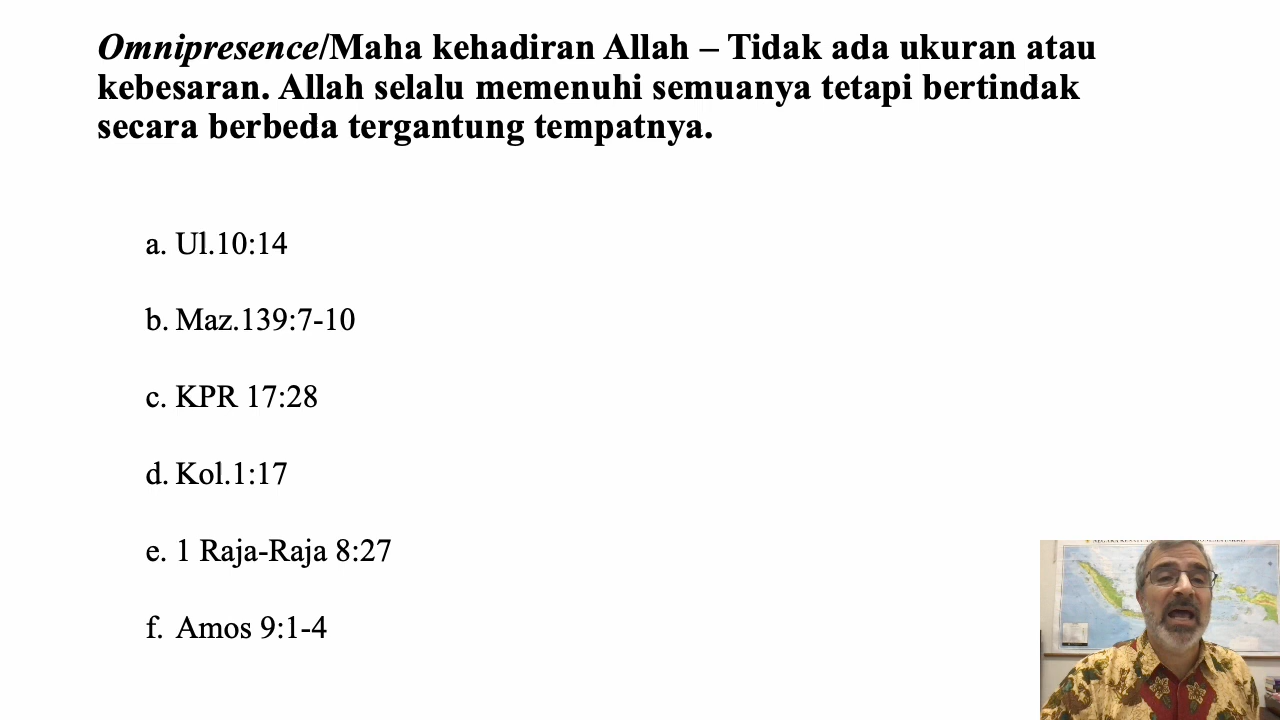 Omnipresence/Maha kehadiran Allah – Tidak ada ukuran atau
kebesaran. Allah selalu memenuhi semuanya tetapi bertindak
secara berbeda tergantung tempatnya.
a. Ul.10:14
b. Maz.139:7-10
c. KPR 17:28
d. Kol.1:17
e. 1 Raja-Raja 8:27
f. Amos 9:1-4